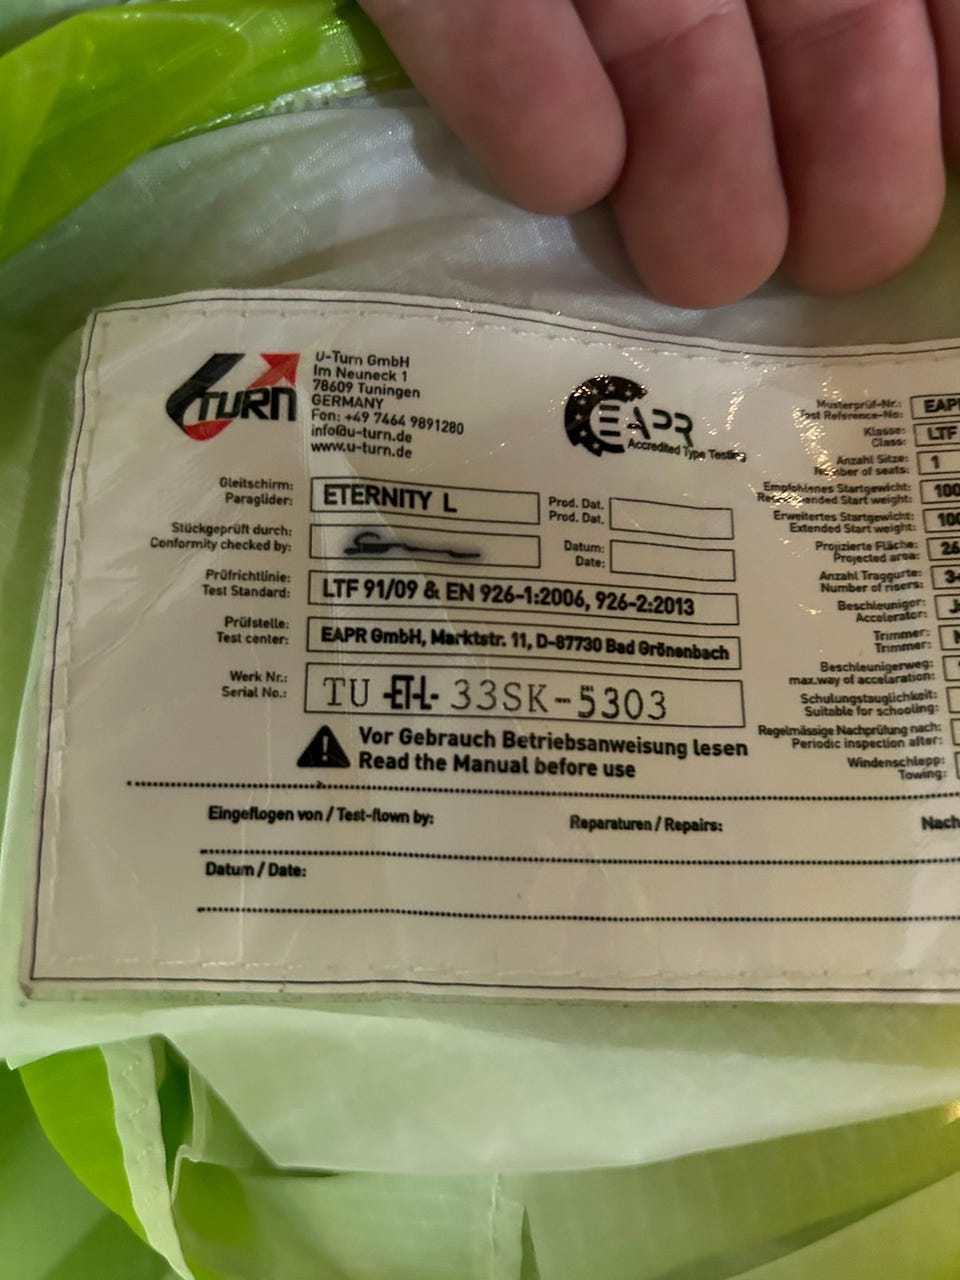 U-TURN
U-Turn GmbH
Im Neuneck 1
78609 Tuningen
GERMANY
Fon: +49 7464 9891280
info@u-turn.de
www.u-turn.de
EAPR
Accredited Type Testing
Gleitschirm:
Paraglider:
ETERNITY L
Prod. Dat.
Prod. Dat.
Stückgeprüft durch:
Conformity checked by:
Datum:
Date:
Prüfrichtlinie:
Test Standard:
LTF 91/09 & EN 926-1:2006, 926-2:2013
Prüfstelle:
Test center:
EAPR GmbH, Marktstr. 11, D-87730 Bad Grönenbach
Werk Nr.:
Serial No.:
TU -ET-L- 33SK-5303
Vor Gebrauch Betriebsanweisung lesen
Read the Manual before use
Musterprüf-Nr.:
Test Reference-No:
EAPR
Klasse:
Class:
LTF
Anzahl Sitze:
Number of seats:
1
Empfohlenes Startgewicht:
Recommended Start weight:
100
Erweitertes Startgewicht:
Extended Start weight:
100
Projizierte Fläche:
Projected area:
26
Anzahl Traggurte:
Number of risers:
3
Beschleuniger:
Accelerator:
Trimmer:
Trimmer:
Beschleunigerweg:
max.way of accelaration:
Schulungstauglichkeit:
Suitable for schooling:
Regelmässige Nachprüfung nach:
Periodic inspection after:
Windenschlepp:
Towing:
Eingeflogen von / Test-flown by:
Reparaturen / Repairs:
Nach
Datum / Date: